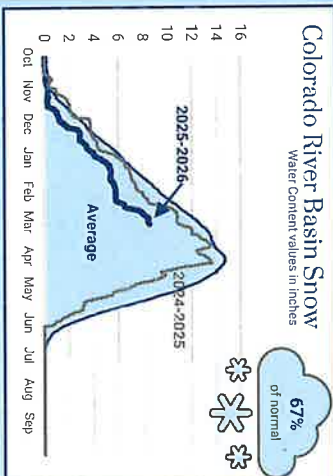 Colorado River Basin Snow
Water Content values in inches
67%
of normal
16
14
12
10
8
6
4
2
0
2025-2026
2024-2025
Average
Oct Nov Dec Jan Feb Mar Apr May Jun Jul Aug Sep